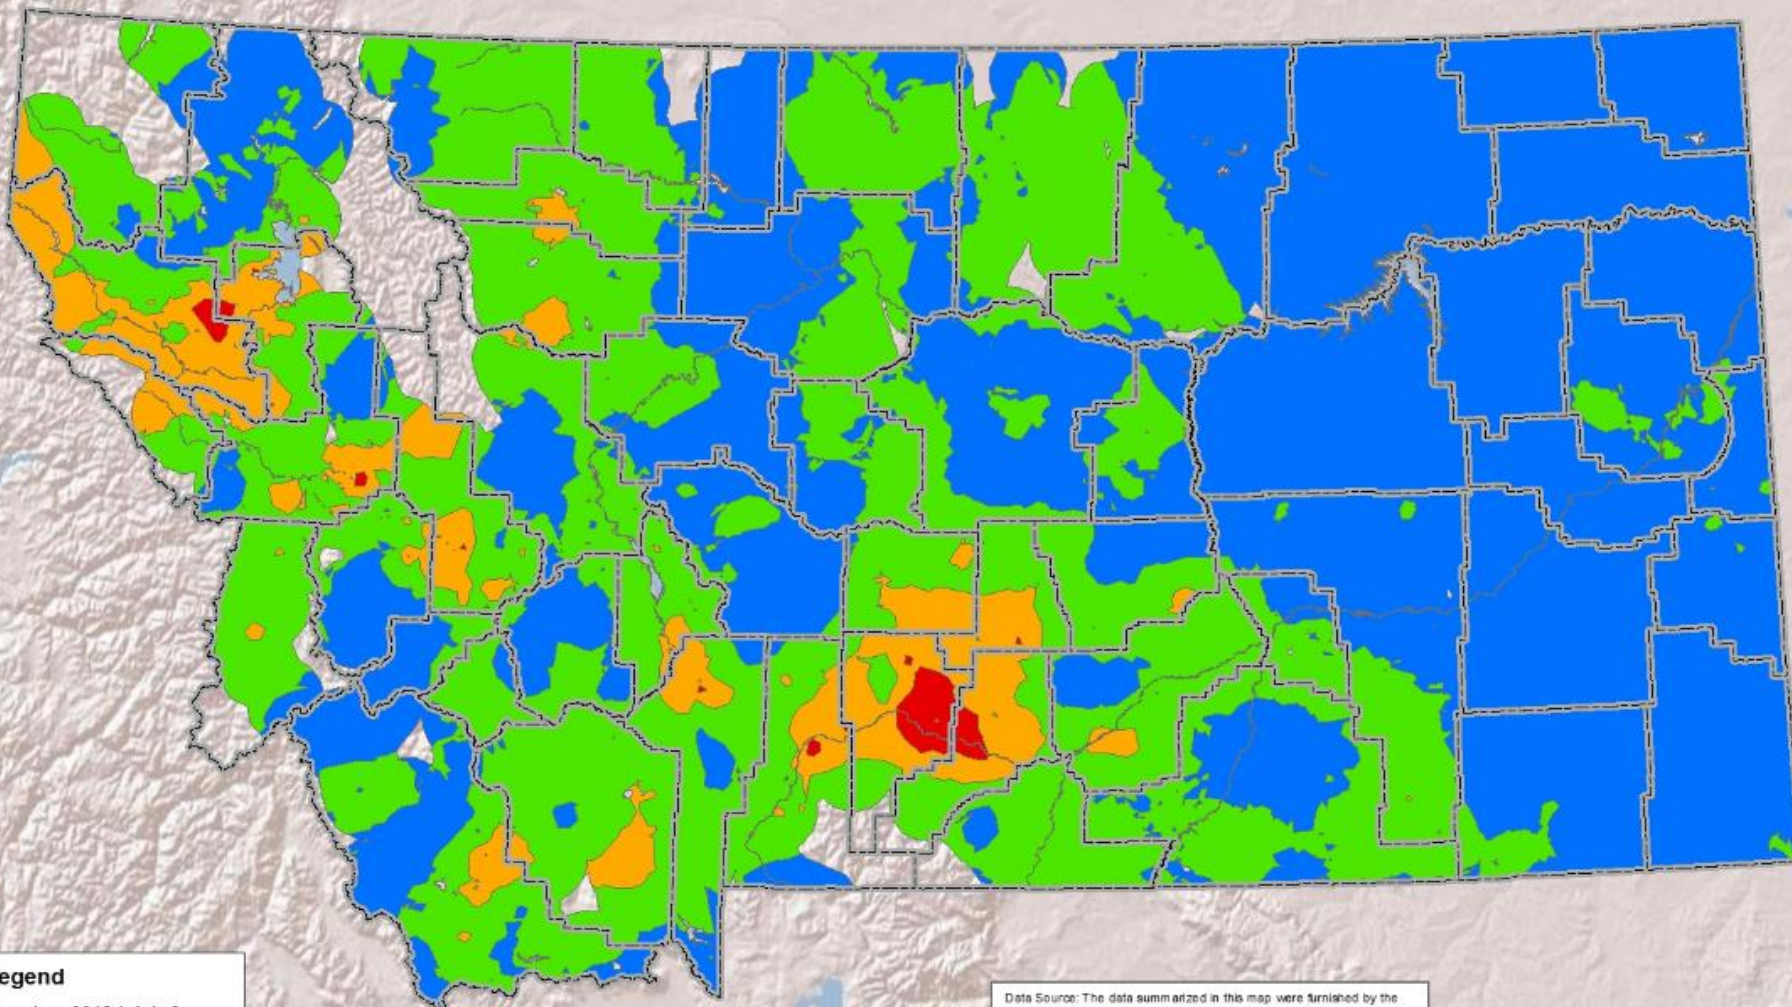 egend
Data Source: The data summarized in this map were furnished by the